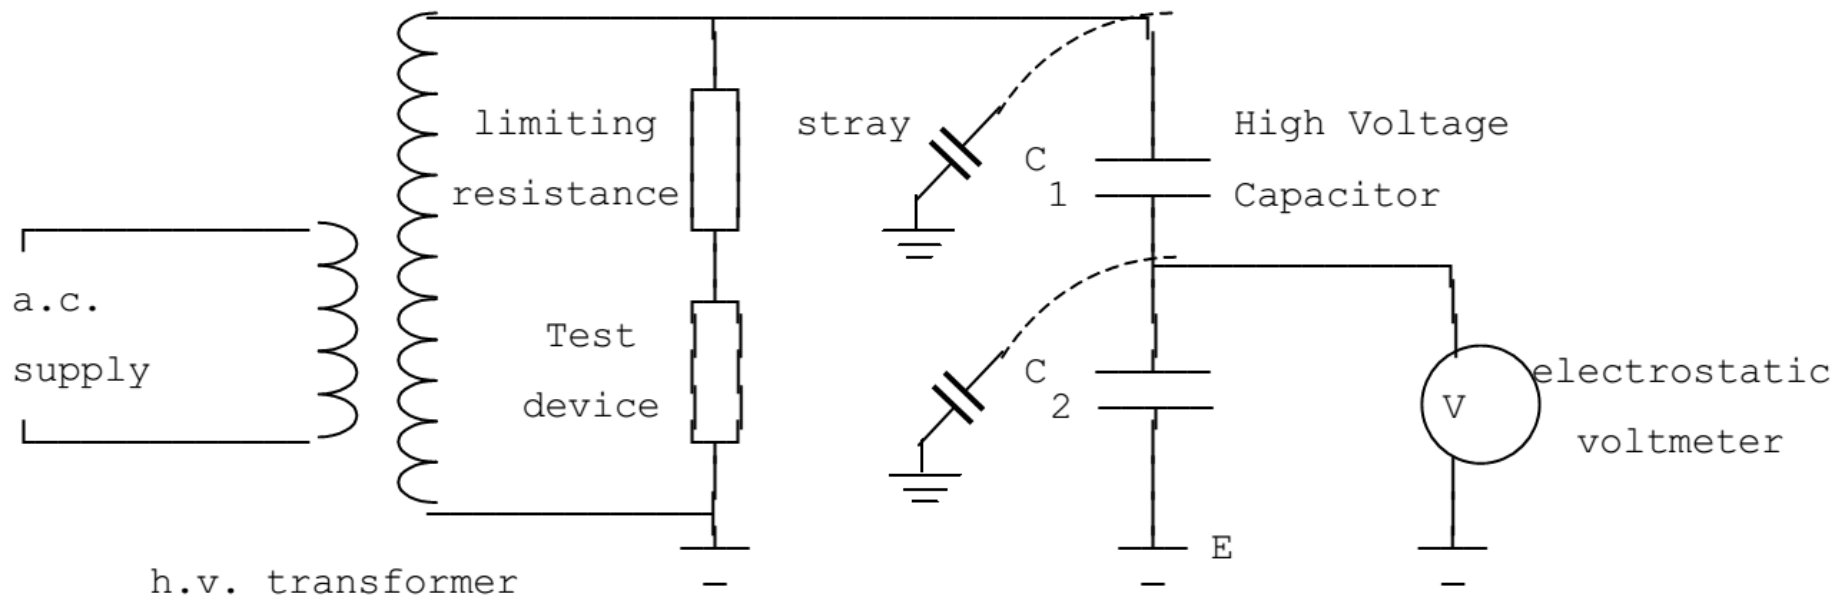 limiting
resistance
stray
C
1
High Voltage
Capacitor
a.c.
supply
Test
device
C
2
V
electrostatic
voltmeter
E
h.v. transformer